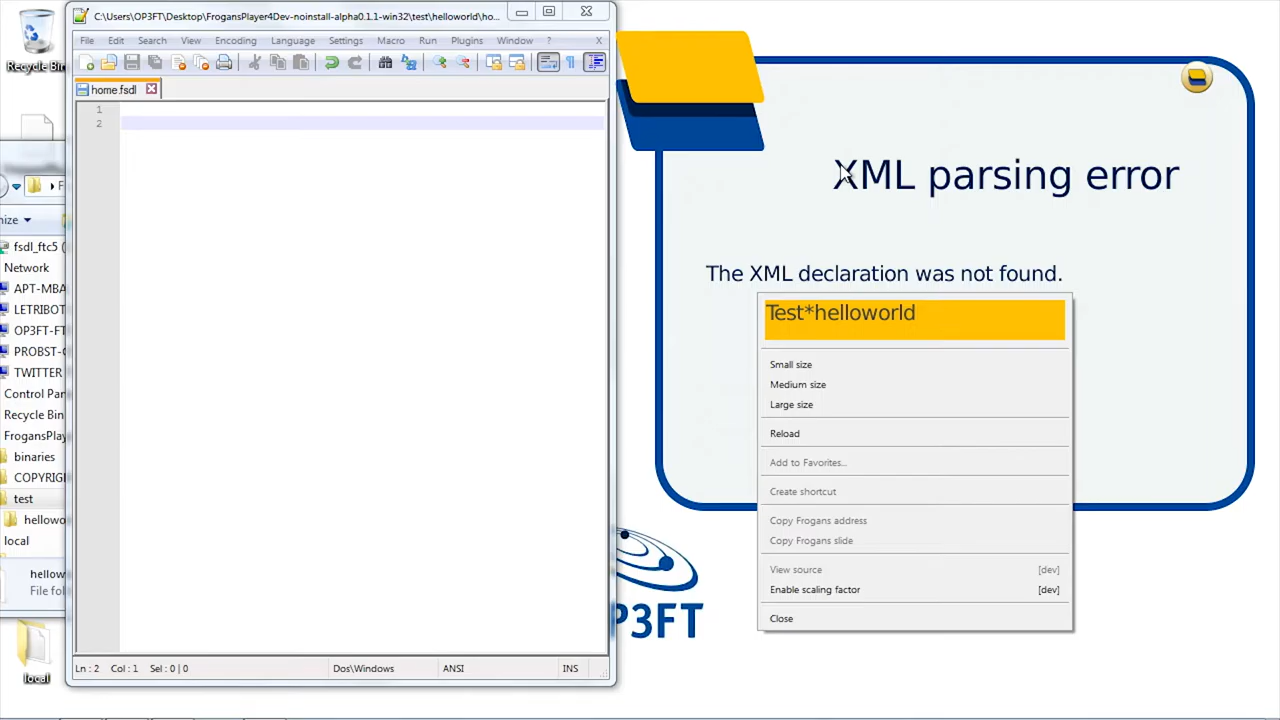 Recycle Bin
ize
fsdl_ftc5 (
Network
APT-MBA
LETRIBOT
OP3FT-FT
PROBST-
TWITTER
Control Pan
Recycle Bin
FrogansPlay
binaries
COPYRIG
test
hellowo
local
hellow
File fol
local
C:\Users\OP3FT\Desktop\FrogansPlayer4Dev-noinstall-alpha0.1.1-win32\test\helloworld\ho...
File Edit Search View Encoding Language Settings Macro Run Plugins Window ? X
home.fsdl
1
2
Ln : 2 Col : 1 Sel : 0 | 0 Dos\Windows ANSI INS
XML parsing error
The XML declaration was not found.
Test*helloworld
Small size
Medium size
Large size
Reload
Add to Favorites...
Create shortcut
Copy Frogans address
Copy Frogans slide
View source [dev]
Enable scaling factor [dev]
Close
P3FT